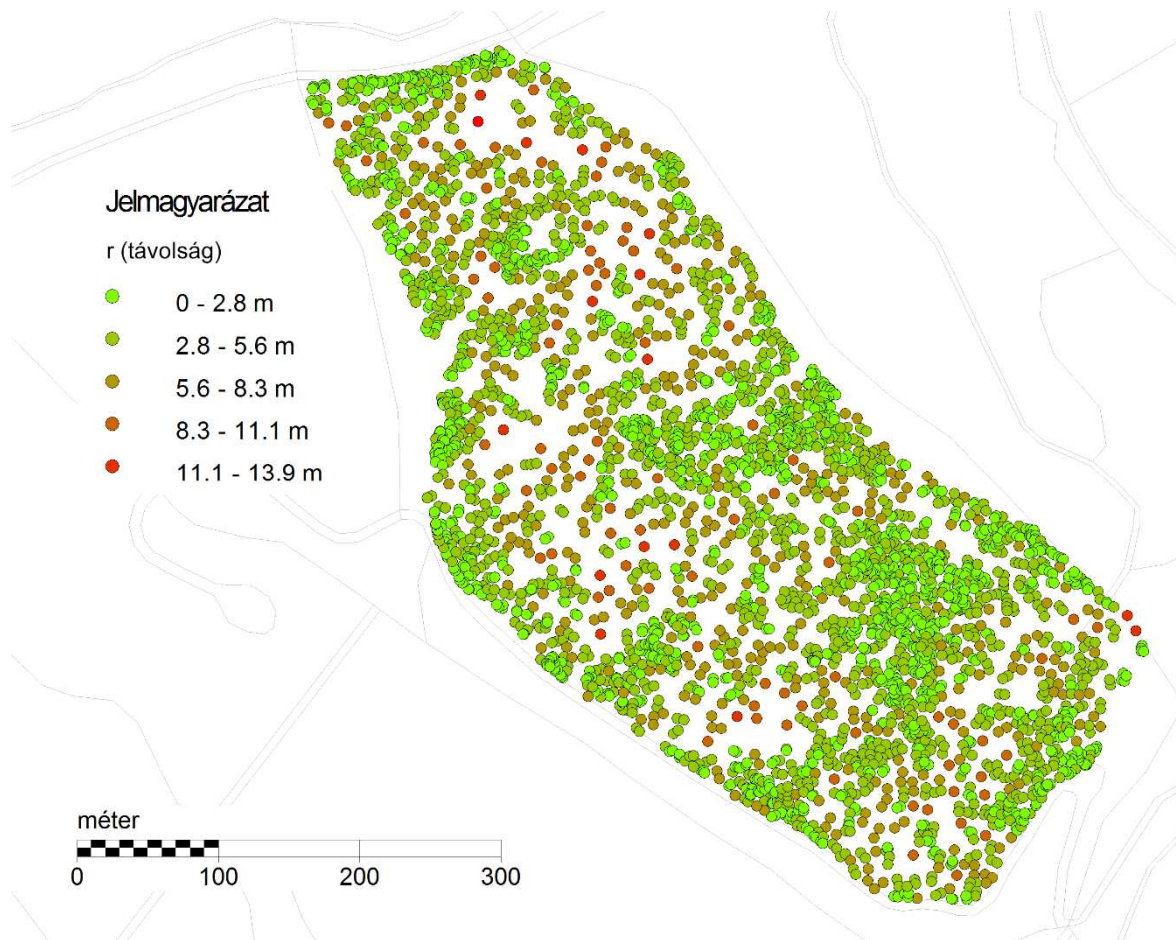 Jelmagyarázat
r (távolság)
0 - 2.8 m
2.8 - 5.6 m
5.6 - 8.3 m
8.3 - 11.1 m
11.1 - 13.9 m
méter
0 100 200 300